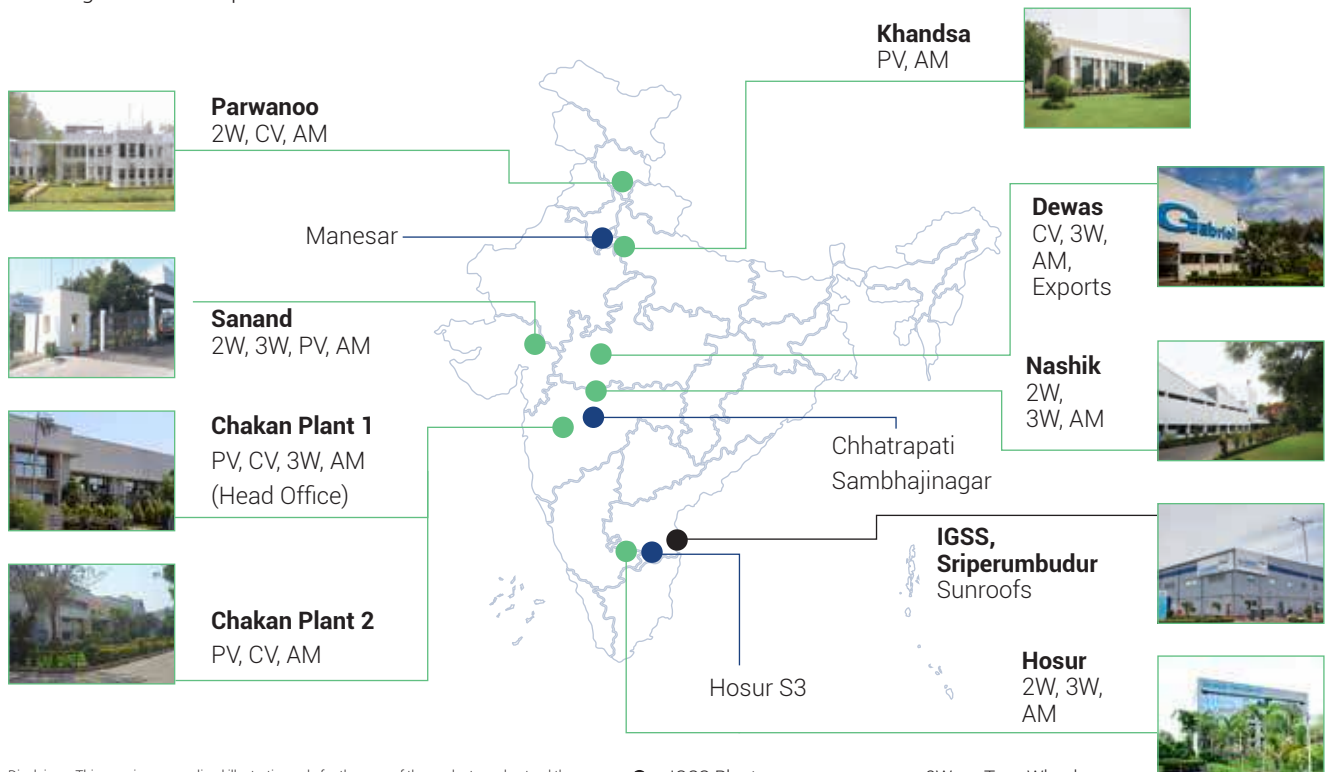 Khandsa
PV, AM
Parwanoo
2W, CV, AM
Manesar
Dewas
CV, 3W,
AM,
Exports
Gabriel
Sanand
2W, 3W, PV, AM
Nashik
2W,
3W, AM
Chakan Plant 1
PV, CV, 3W, AM
(Head Office)
Chhatrapati
Sambhajinagar
IGSS,
Sriperumbudur
Sunroofs
Chakan Plant 2
PV, CV, AM
Hosur S3
Hosur
2W, 3W,
AM